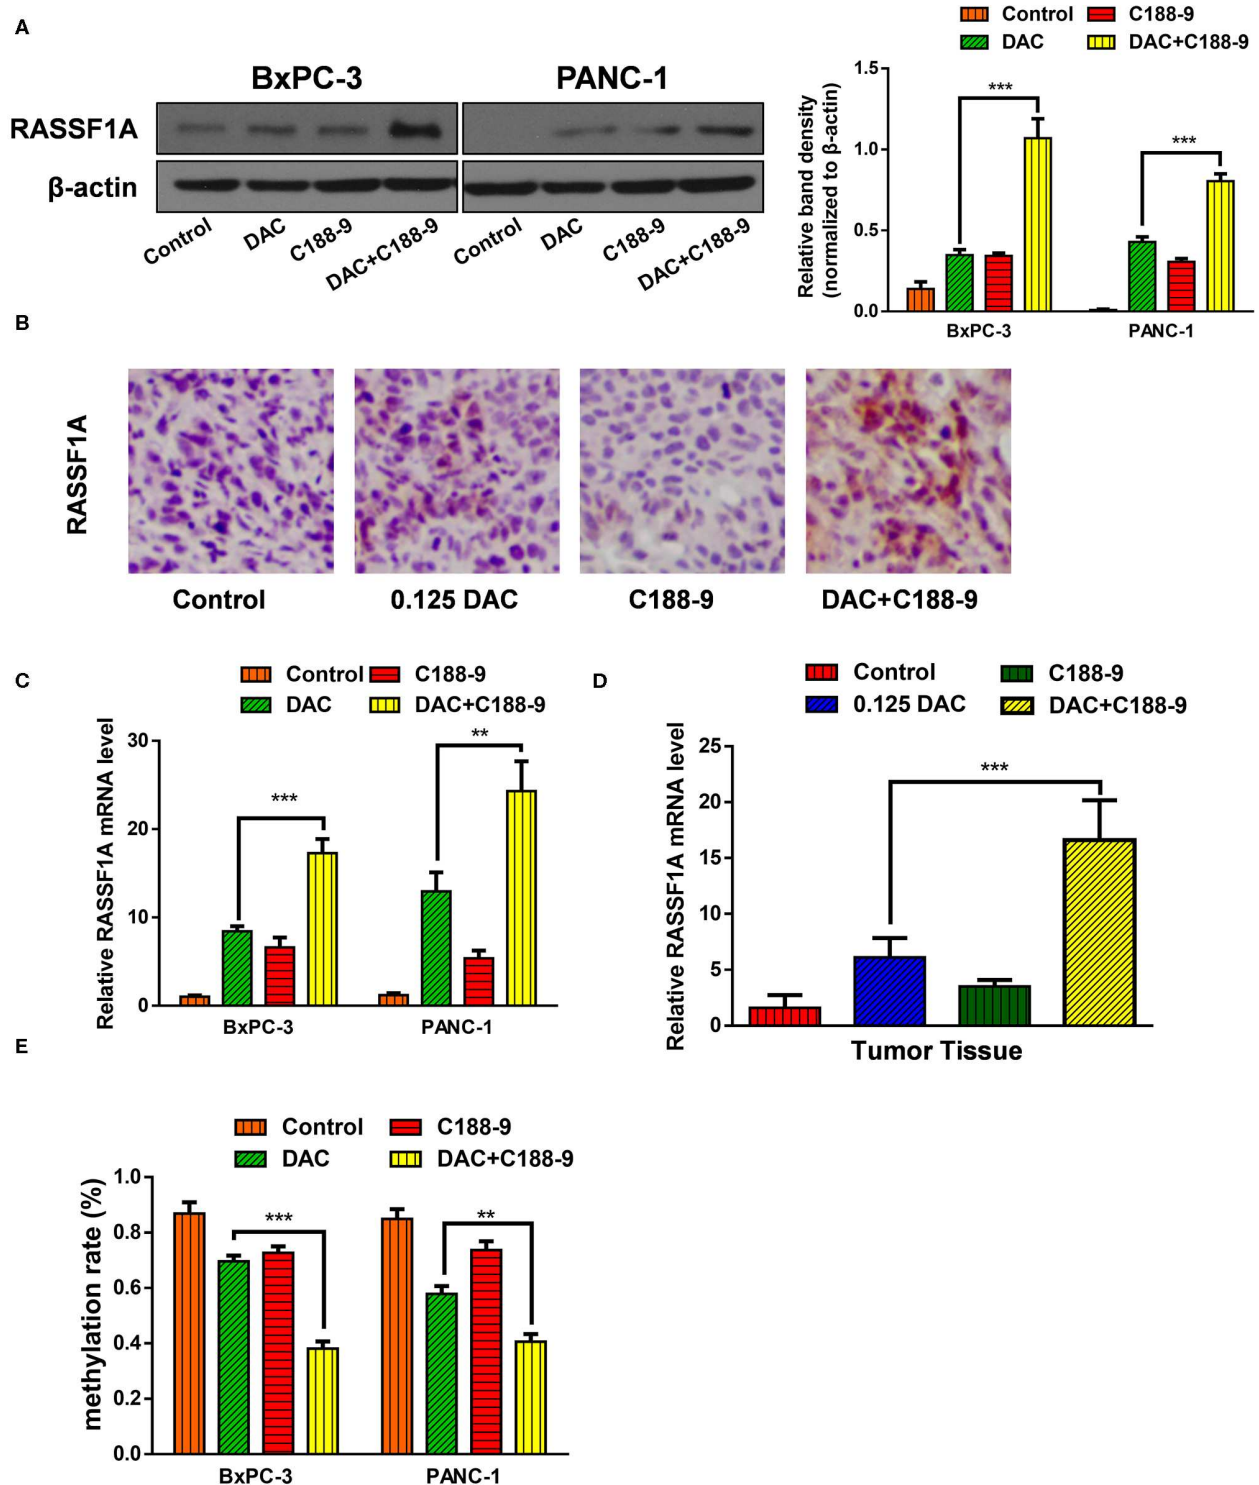 A
BxPC-3 PANC-1
RASSF1A
β-actin
Control DAC C188-9 DAC+C188-9 Control DAC C188-9 DAC+C188-9
Control C188-9
DAC DAC+C188-9
Relative band density
(normalized to β-actin)
1.5
1.0
0.5
0.0
*** ***
BxPC-3 PANC-1
B
RASSF1A
Control 0.125 DAC C188-9 DAC+C188-9
C
Control C188-9
DAC DAC+C188-9
Relative RASSF1A mRNA level
30
20
10
0
*** **
BxPC-3 PANC-1
D
Control C188-9
0.125 DAC DAC+C188-9
Relative RASSF1A mRNA level
25
20
15
10
5
0
***
Tumor Tissue
E
Control C188-9
DAC DAC+C188-9
methylation rate (%)
1.0
0.8
0.6
0.4
0.2
0.0
*** **
BxPC-3 PANC-1